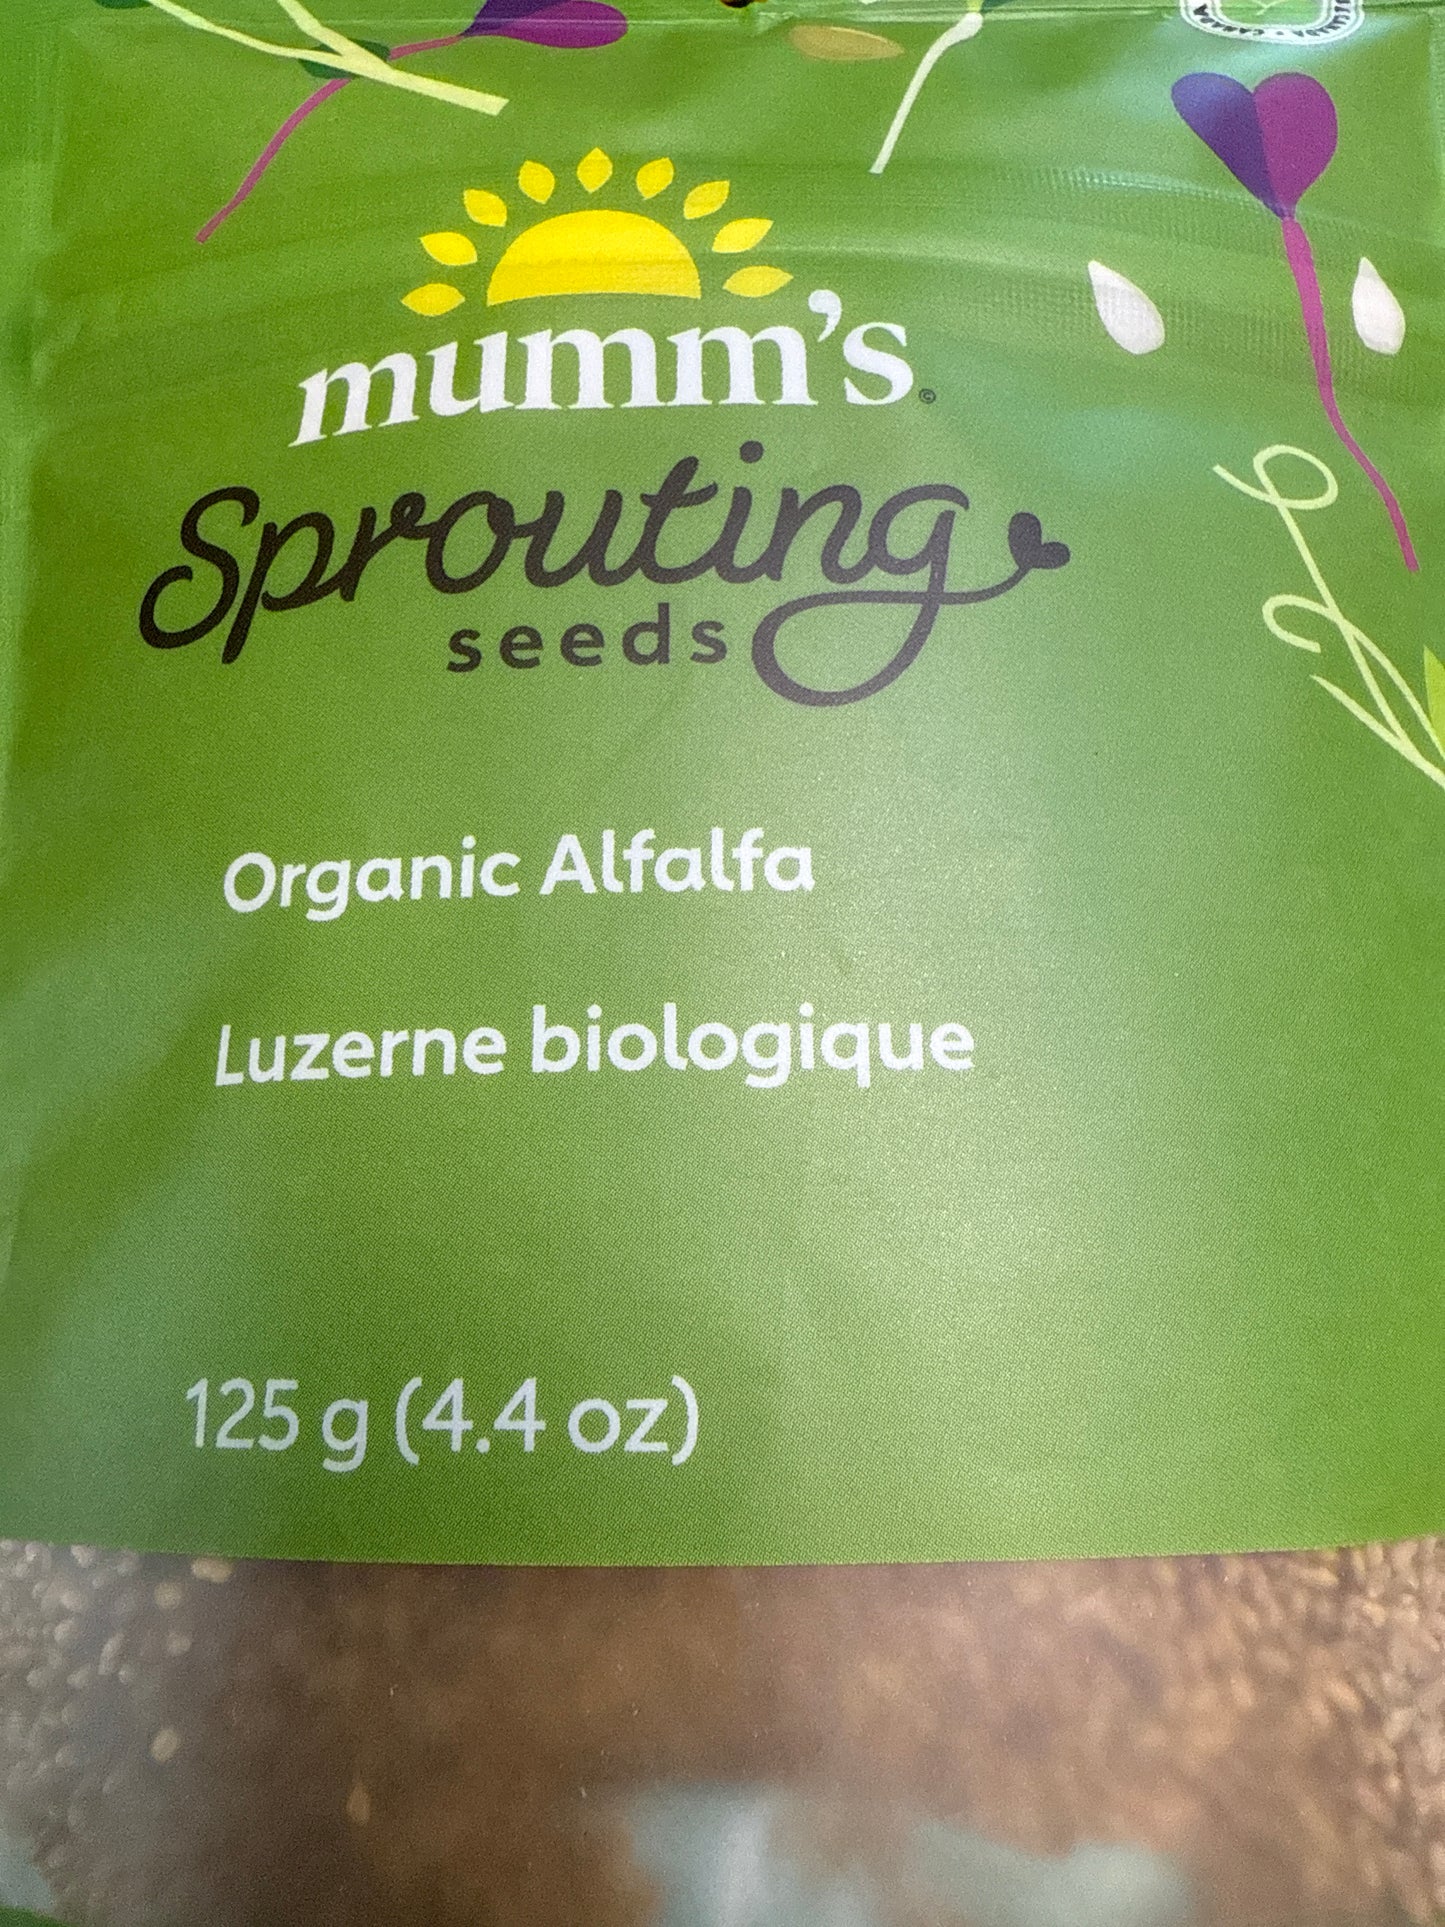 mumm's
Sprouting
seeds
Organic Alfalfa
Luzerne biologique
125 g (4.4 oz)